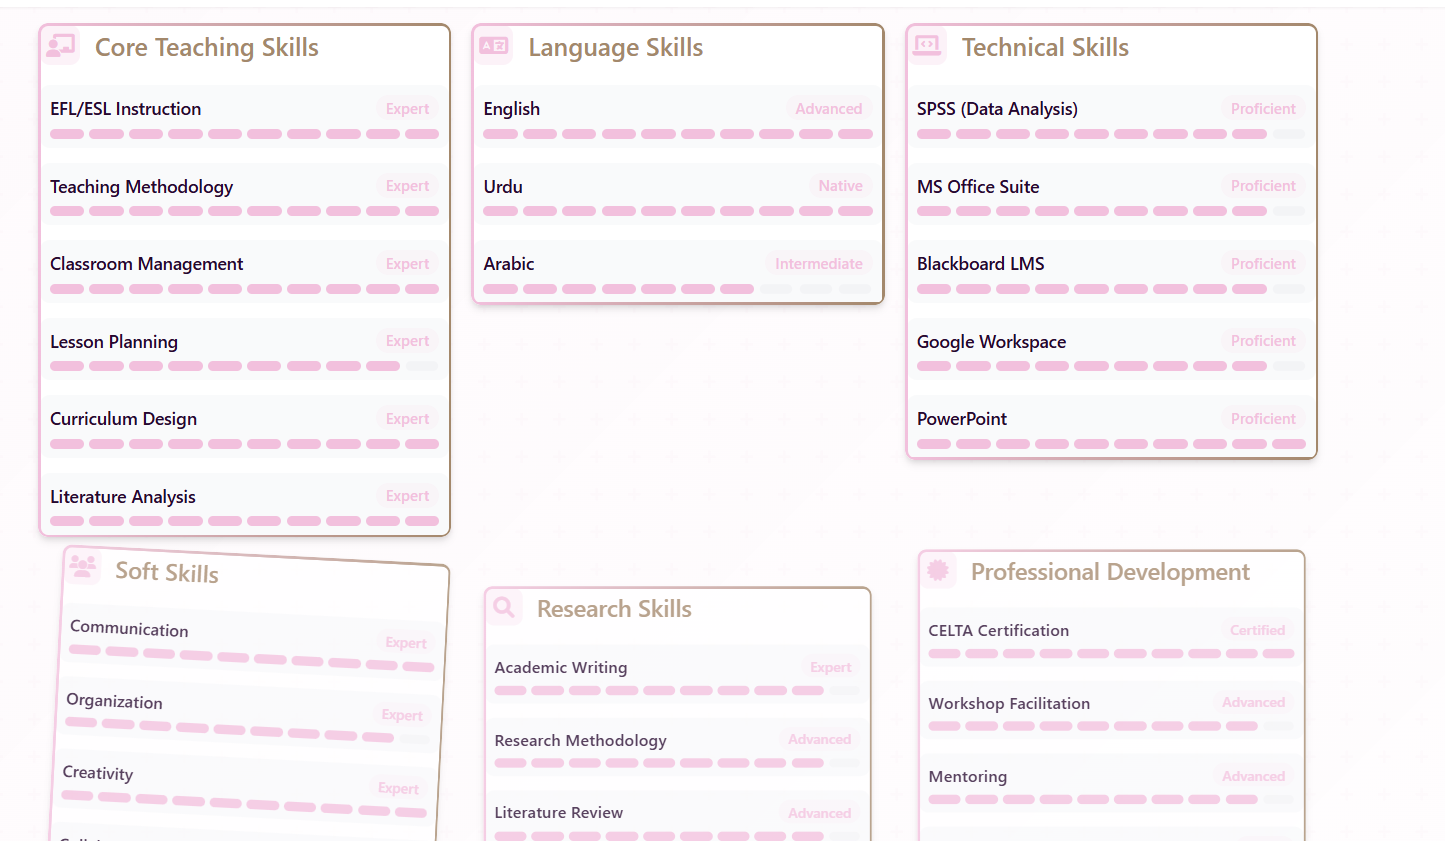 Core Teaching Skills
EFL/ESL Instruction Expert
Teaching Methodology Expert
Classroom Management Expert
Lesson Planning Expert
Curriculum Design Expert
Literature Analysis Expert
Language Skills
English Advanced
Urdu Native
Arabic Intermediate
Technical Skills
SPSS (Data Analysis) Proficient
MS Office Suite Proficient
Blackboard LMS Proficient
Google Workspace Proficient
PowerPoint Proficient
Soft Skills
Communication Expert
Organization Expert
Creativity Expert
Research Skills
Academic Writing Expert
Research Methodology Advanced
Literature Review Advanced
Professional Development
CELTA Certification Certified
Workshop Facilitation Advanced
Mentoring Advanced